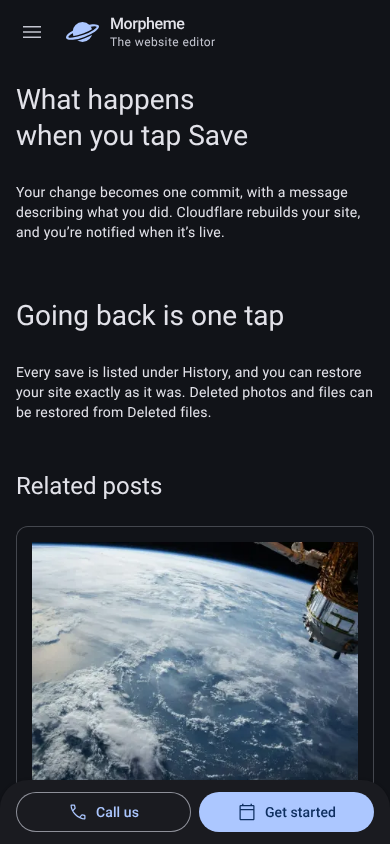 Morpheme
The website editor
What happens
when you tap Save
Your change becomes one commit, with a message
describing what you did. Cloudflare rebuilds your site,
and you’re notified when it’s live.
Going back is one tap
Every save is listed under History, and you can restore
your site exactly as it was. Deleted photos and files can
be restored from Deleted files.
Related posts
Call us
Get started